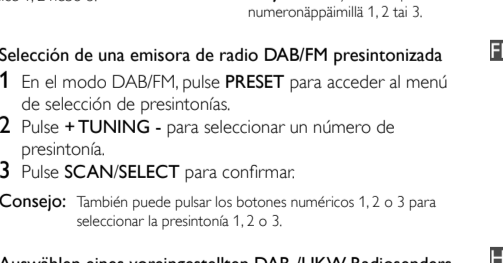 numeronäppäimillä 1, 2 tai 3.
Selección de una emisora de radio DAB/FM presintonizada
1 En el modo DAB/FM, pulse PRESET para acceder al menú
de selección de presintonías.
2 Pulse + TUNING - para seleccionar un número de
presintonía.
3 Pulse SCAN/SELECT para confirmar.
Consejo: También puede pulsar los botones numéricos 1, 2 o 3 para
seleccionar la presintonía 1, 2 o 3.
Auswählen eines voreingestellten DAB-/UKW-Radiosenders